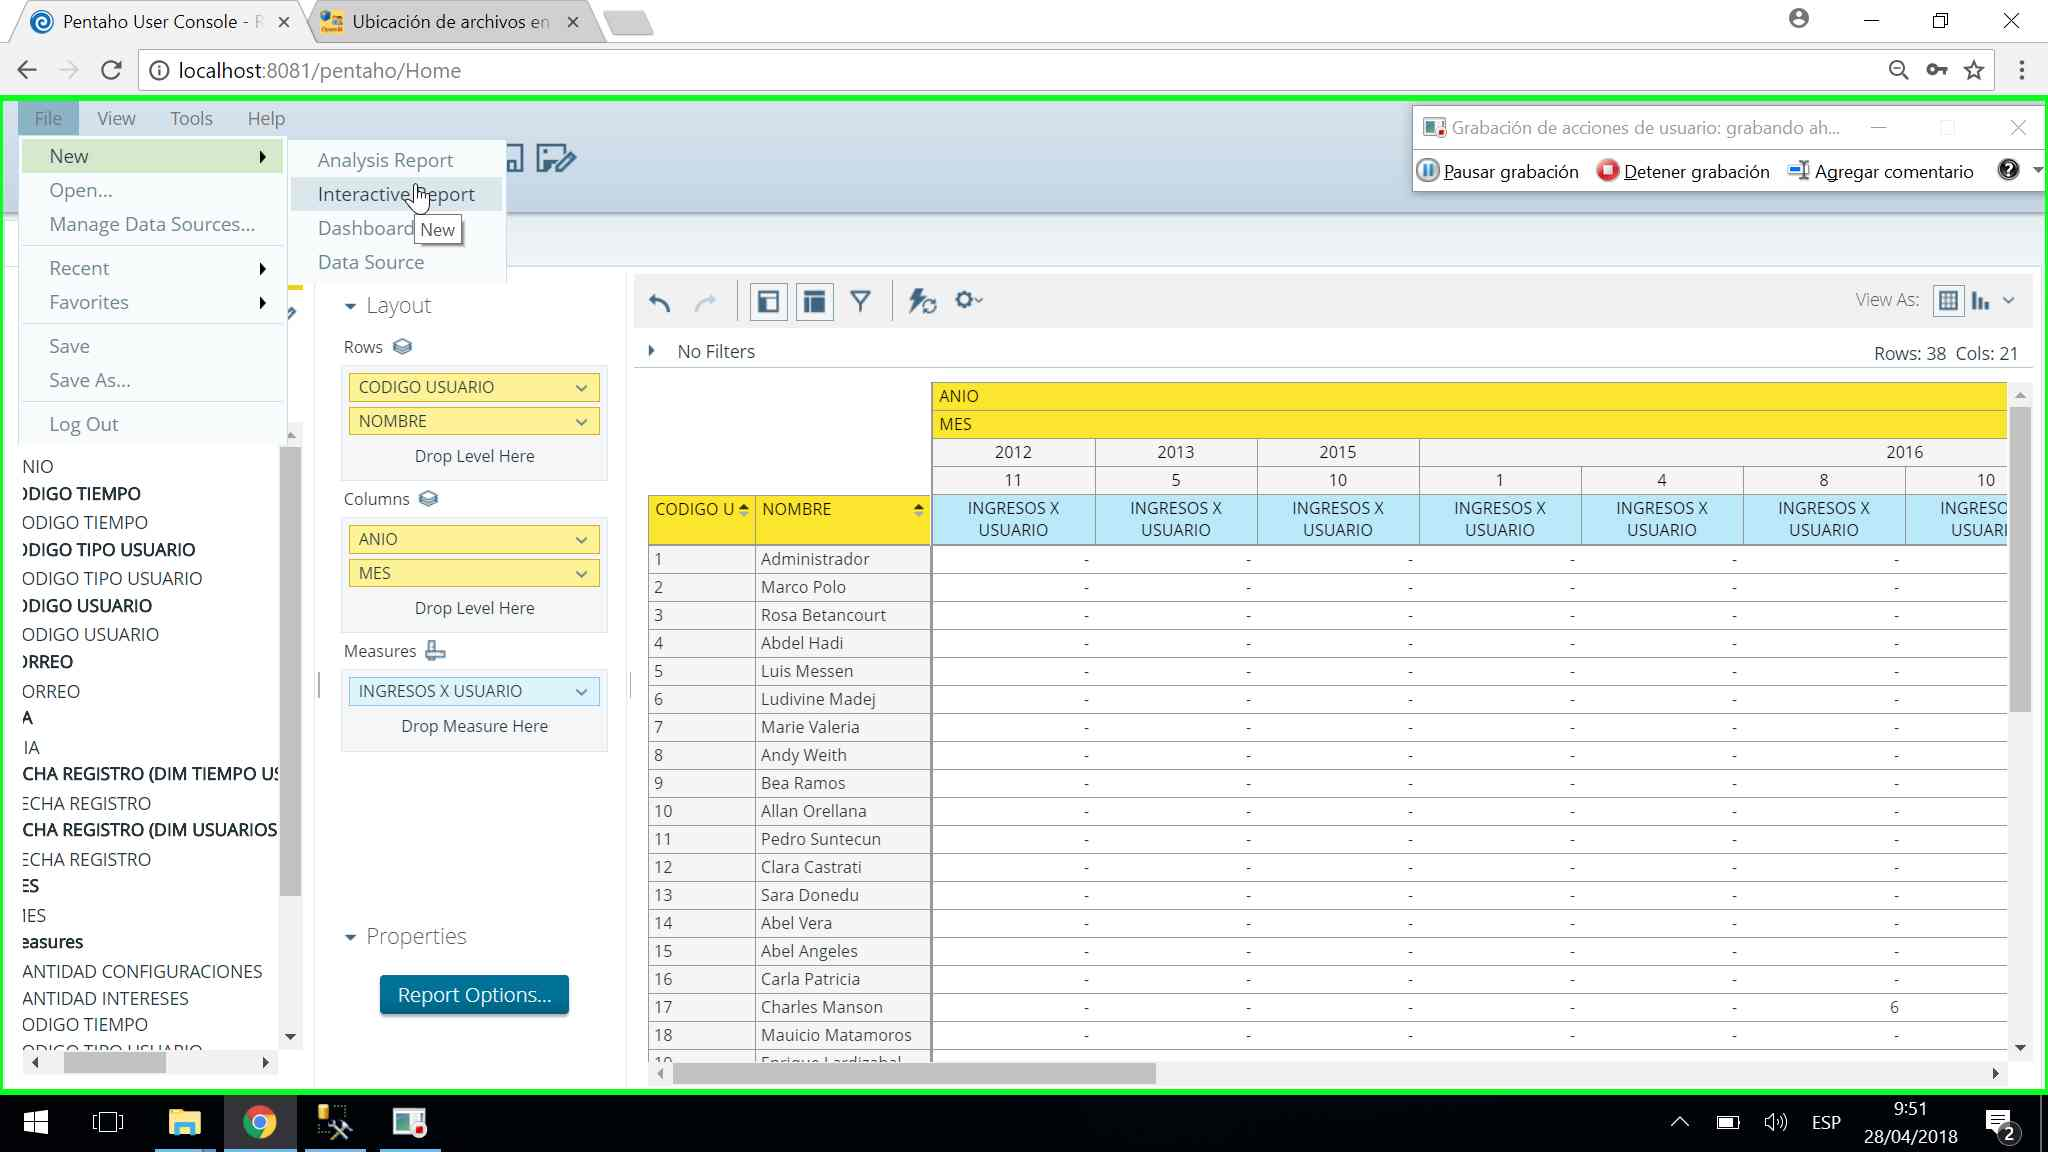 Pentaho User Console - R
Ubicación de archivos en
localhost:8081/pentaho/Home
File View Tools Help
Grabación de acciones de usuario: grabando ah...
Pausar grabación Detener grabación Agregar comentario
New
Open...
Manage Data Sources...
Recent
Favorites
Save
Save As...
Log Out
Analysis Report
Interactive Report
Dashboard
Data Source
New
NIO
ODIGO TIEMPO
ODIGO TIPO USUARIO
ODIGO TIPO USUARIO
ODIGO USUARIO
ODIGO USUARIO
ORREO
ORREO
A
IA
CHA REGISTRO (DIM TIEMPO US
ECHA REGISTRO
CHA REGISTRO (DIM USUARIOS
ECHA REGISTRO
ES
MES
easures
ANTIDAD CONFIGURACIONES
ANTIDAD INTERESES
ODIGO TIEMPO
ODIGO TIPO USUARIO
Layout
Rows
CODIGO USUARIO
NOMBRE
Drop Level Here
Columns
ANIO
MES
Drop Level Here
Measures
INGRESOS X USUARIO
Drop Measure Here
Properties
Report Options...
View As:
No Filters
Rows: 38 Cols: 21
ANIO
MES
2012 2013 2015 2016
11 5 10 1 4 8 10
CODIGO U NOMBRE INGRESOS X USUARIO INGRESOS X USUARIO INGRESOS X USUARIO INGRESOS X USUARIO INGRESOS X USUARIO INGRESOS X USUARIO INGRESO USUARI
1 Administrador - - - - - -
2 Marco Polo - - - - - -
3 Rosa Betancourt - - - - - -
4 Abdel Hadi - - - - - -
5 Luis Messen - - - - - -
6 Ludivine Madej - - - - - -
7 Marie Valeria - - - - - -
8 Andy Weith - - - - - -
9 Bea Ramos - - - - - -
10 Allan Orellana - - - - - -
11 Pedro Suntecun - - - - - -
12 Clara Castrati - - - - - -
13 Sara Donedu - - - - - -
14 Abel Vera - - - - - -
15 Abel Angeles - - - - - -
16 Carla Patricia - - - - - -
17 Charles Manson - - - - - 6
18 Mauicio Matamoros - - - - - -
19 Enrique Lardizabal
ESP
9:51
28/04/2018
2